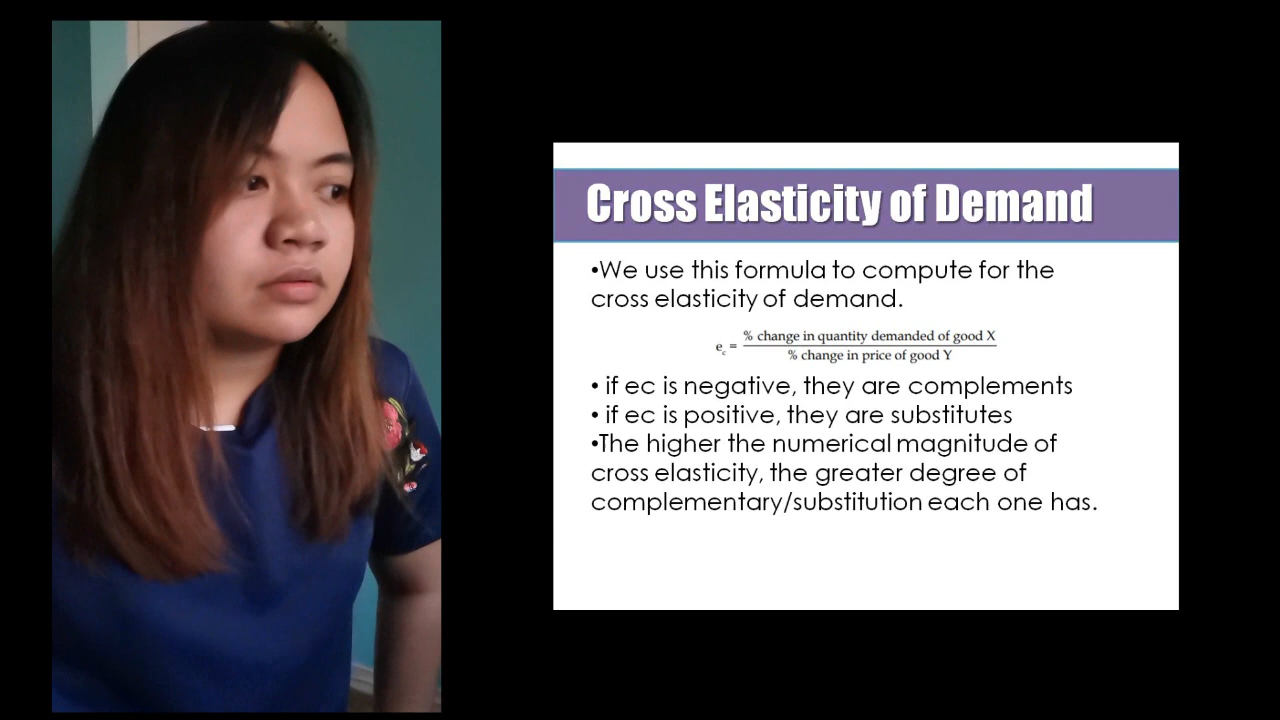 Cross Elasticity of Demand
•We use this formula to compute for the
cross elasticity of demand.
% change in quantity demanded of good X
e_c =
% change in price of good Y
• if ec is negative, they are complements
• if ec is positive, they are substitutes
•The higher the numerical magnitude of
cross elasticity, the greater degree of
complementary/substitution each one has.